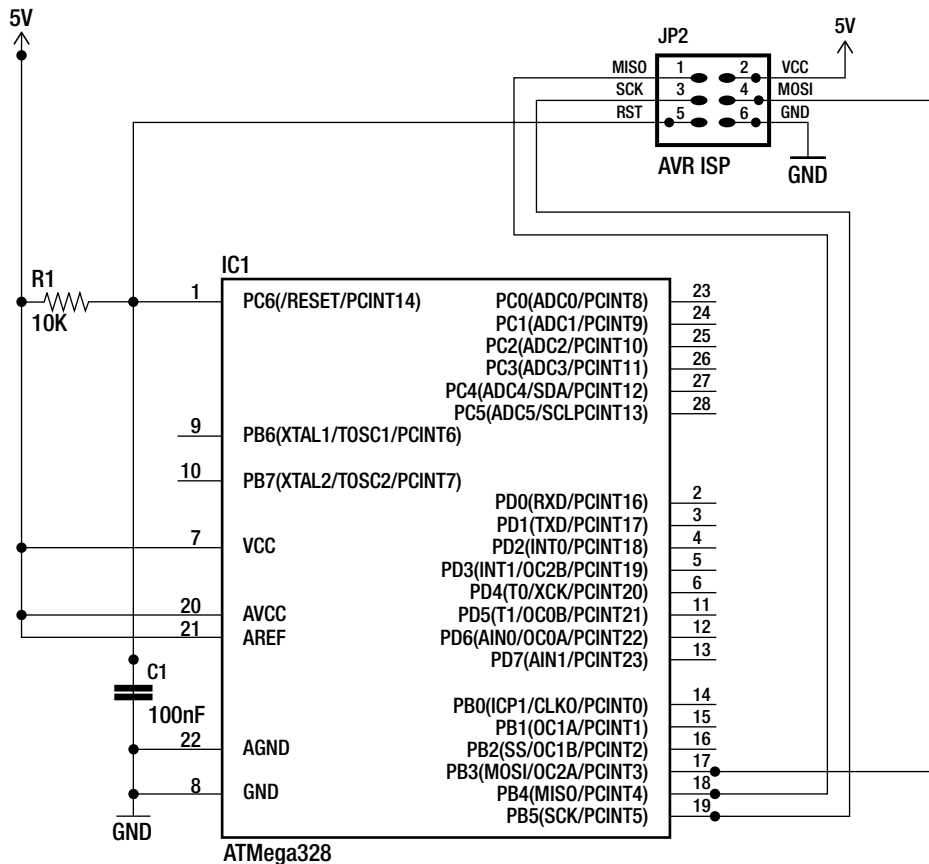 5V
JP2
5V
MISO 1 2 VCC
SCK 3 4 MOSI
RST 5 6 GND
AVR ISP
GND
IC1
R1
10K
1 PC6(/RESET/PCINT14)
PC0(ADC0/PCINT8) 23
PC1(ADC1/PCINT9) 24
PC2(ADC2/PCINT10) 25
PC3(ADC3/PCINT11) 26
PC4(ADC4/SDA/PCINT12) 27
PC5(ADC5/SCLPCINT13) 28
9 PB6(XTAL1/TOSC1/PCINT6)
10 PB7(XTAL2/TOSC2/PCINT7)
PD0(RXD/PCINT16) 2
PD1(TXD/PCINT17) 3
7 VCC
PD2(INT0/PCINT18) 4
PD3(INT1/OC2B/PCINT19) 5
PD4(T0/XCK/PCINT20) 6
20 AVCC
PD5(T1/OC0B/PCINT21) 11
21 AREF
PD6(AIN0/OC0A/PCINT22) 12
PD7(AIN1/PCINT23) 13
C1
100nF
PB0(ICP1/CLKO/PCINT0) 14
PB1(OC1A/PCINT1) 15
22 AGND
PB2(SS/OC1B/PCINT2) 16
PB3(MOSI/OC2A/PCINT3) 17
8 GND
PB4(MISO/PCINT4) 18
PB5(SCK/PCINT5) 19
GND
ATMega328